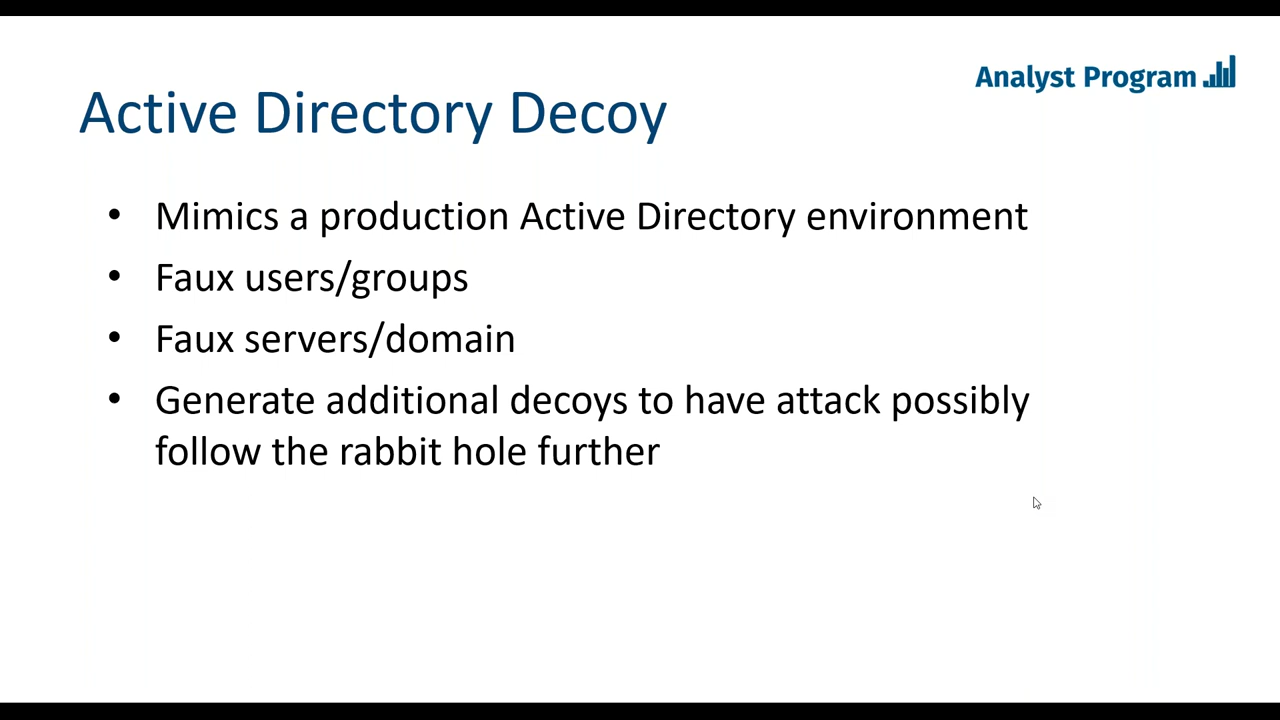 Analyst Program
Active Directory Decoy
• Mimics a production Active Directory environment
• Faux users/groups
• Faux servers/domain
• Generate additional decoys to have attack possibly
follow the rabbit hole further